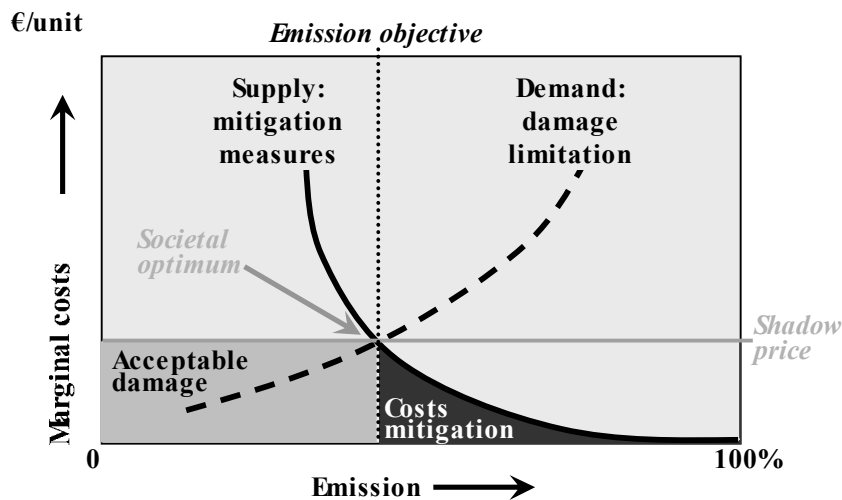 €/unit
Emission objective
Supply:
mitigation
measures
Demand:
damage
limitation
Societal
optimum
Marginal costs
Shadow
price
Acceptable
damage
Costs
mitigation
0
100%
Emission